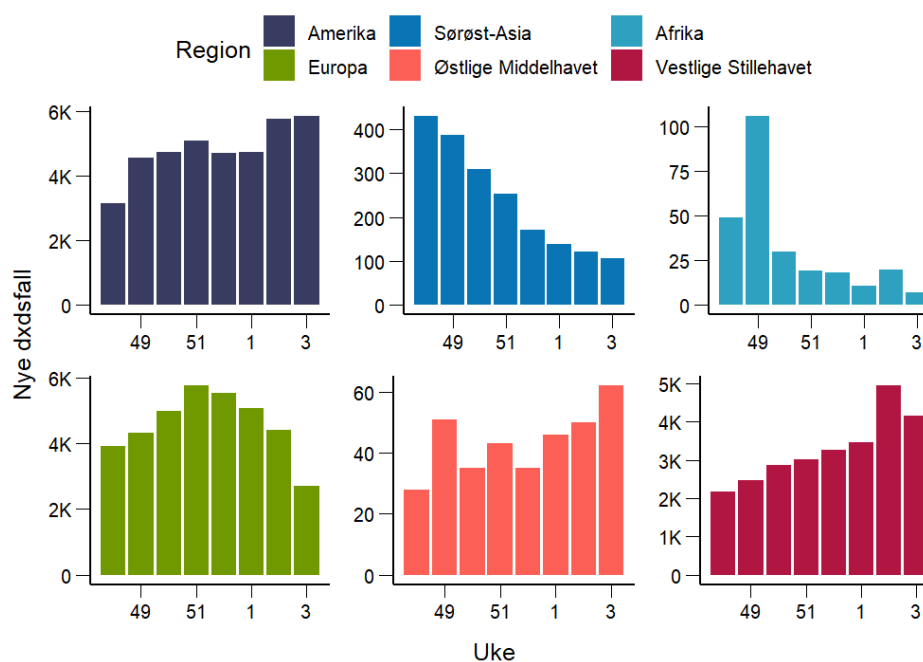 Region
Amerika
Sørøst-Asia
Afrika
Europa
Østlige Middelhavet
Vestlige Stillehavet
Nye dxdsfall
6K
4K
2K
0
49 51 1 3
400
300
200
100
0
49 51 1 3
100
75
50
25
0
49 51 1 3
6K
4K
2K
0
49 51 1 3
60
40
20
0
49 51 1 3
5K
4K
3K
2K
1K
0
49 51 1 3
Uke